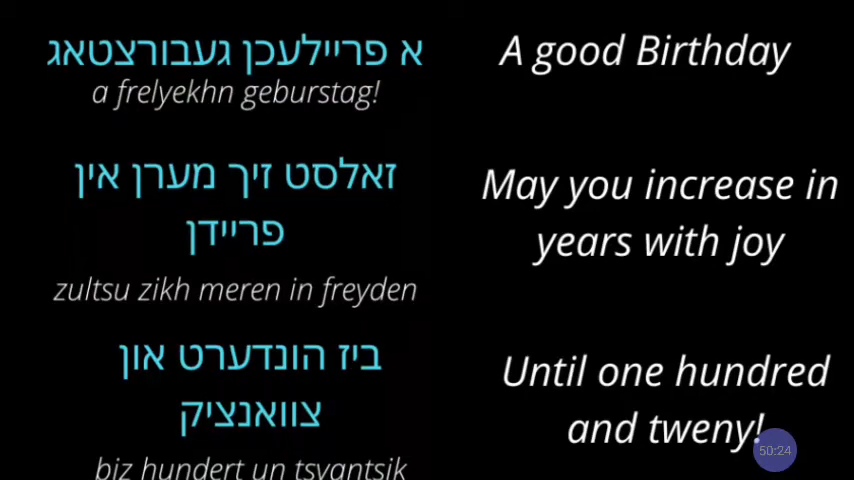 א פריילעכן געבורצטאג
a frelyekhn geburstag!
A good Birthday
זאלסט זיך מערן אין
פריידן
zultsu zikh meren in freyden
May you increase in
years with joy
ביז הונדערט און
צוואנציק
biz hundert un tsvantsik
Until one hundred
and tweny!
50:24